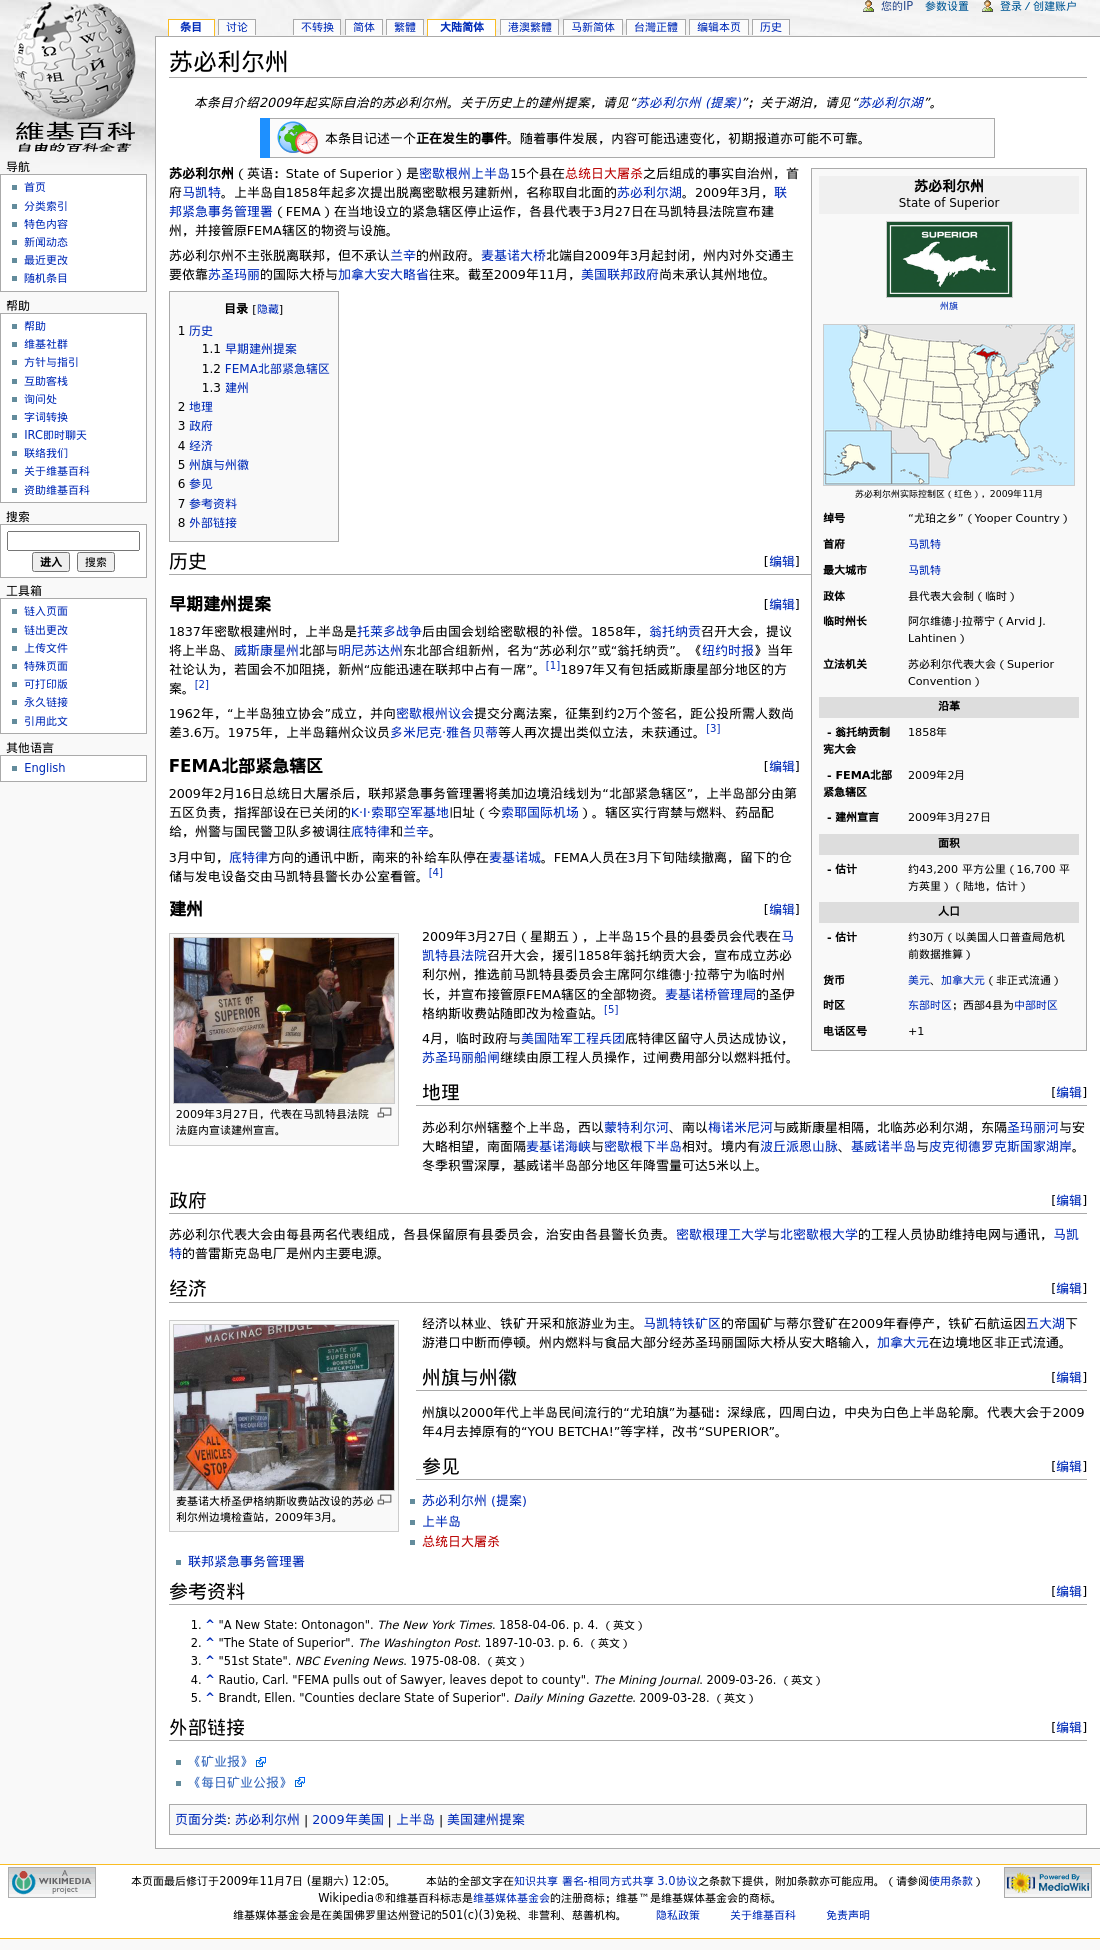 您的IP 参数设置 登录／创建账户
条目 讨论 不转换 简体 繁體 大陆简体 港澳繁體 马新简体 台灣正體 编辑本页 历史
維基百科
自由的百科全書
导航
首页
分类索引
特色内容
新闻动态
最近更改
随机条目
帮助
帮助
维基社群
方针与指引
互助客栈
询问处
字词转换
IRC即时聊天
联络我们
关于维基百科
资助维基百科
搜索
进入 搜索
工具箱
链入页面
链出更改
上传文件
特殊页面
可打印版
永久链接
引用此文
其他语言
English
苏必利尔州
本条目介绍2009年起实际自治的苏必利尔州。关于历史上的建州提案，请见“苏必利尔州 (提案)”；关于湖泊，请见“苏必利尔湖”。
本条目记述一个正在发生的事件。随着事件发展，内容可能迅速变化，初期报道亦可能不可靠。
苏必利尔州（英语：State of Superior）是密歇根州上半岛15个县在总统日大屠杀之后组成的事实自治州，首
府马凯特。上半岛自1858年起多次提出脱离密歇根另建新州，名称取自北面的苏必利尔湖。2009年3月，联
邦紧急事务管理署（FEMA）在当地设立的紧急辖区停止运作，各县代表于3月27日在马凯特县法院宣布建
州，并接管原FEMA辖区的物资与设施。
苏必利尔州不主张脱离联邦，但不承认兰辛的州政府。麦基诺大桥北端自2009年3月起封闭，州内对外交通主
要依靠苏圣玛丽的国际大桥与加拿大安大略省往来。截至2009年11月，美国联邦政府尚未承认其州地位。
目录 [隐藏]
1 历史
1.1 早期建州提案
1.2 FEMA北部紧急辖区
1.3 建州
2 地理
3 政府
4 经济
5 州旗与州徽
6 参见
7 参考资料
8 外部链接
苏必利尔州
State of Superior
SUPERIOR
州旗
苏必利尔州实际控制区（红色），2009年11月
绰号 “尤珀之乡”（Yooper Country）
首府 马凯特
最大城市 马凯特
政体 县代表大会制（临时）
临时州长 阿尔维德·J·拉蒂宁（Arvid J.
Lahtinen）
立法机关 苏必利尔代表大会（Superior
Convention）
沿革
- 翁托纳贡制 1858年
宪大会
- FEMA北部 2009年2月
紧急辖区
- 建州宣言 2009年3月27日
面积
- 估计 约43,200 平方公里（16,700 平
方英里）（陆地，估计）
人口
- 估计 约30万（以美国人口普查局危机
前数据推算）
货币 美元、加拿大元（非正式流通）
时区 东部时区；西部4县为中部时区
电话区号 +1
历史 [编辑]
早期建州提案 [编辑]
1837年密歇根建州时，上半岛是托莱多战争后由国会划给密歇根的补偿。1858年，翁托纳贡召开大会，提议
将上半岛、威斯康星州北部与明尼苏达州东北部合组新州，名为“苏必利尔”或“翁托纳贡”。《纽约时报》当年
社论认为，若国会不加阻挠，新州“应能迅速在联邦中占有一席”。[1]1897年又有包括威斯康星部分地区的方
案。[2]
1962年，“上半岛独立协会”成立，并向密歇根州议会提交分离法案，征集到约2万个签名，距公投所需人数尚
差3.6万。1975年，上半岛籍州众议员多米尼克·雅各贝蒂等人再次提出类似立法，未获通过。[3]
FEMA北部紧急辖区 [编辑]
2009年2月16日总统日大屠杀后，联邦紧急事务管理署将美加边境沿线划为“北部紧急辖区”，上半岛部分由第
五区负责，指挥部设在已关闭的K·I·索耶空军基地旧址（今索耶国际机场）。辖区实行宵禁与燃料、药品配
给，州警与国民警卫队多被调往底特律和兰辛。
3月中旬，底特律方向的通讯中断，南来的补给车队停在麦基诺城。FEMA人员在3月下旬陆续撤离，留下的仓
储与发电设备交由马凯特县警长办公室看管。[4]
建州 [编辑]
STATE OF
SUPERIOR
STATEHOOD DECLARATION
UP
SUPERIOR
2009年3月27日，代表在马凯特县法院
法庭内宣读建州宣言。
2009年3月27日（星期五），上半岛15个县的县委员会代表在马
凯特县法院召开大会，援引1858年翁托纳贡大会，宣布成立苏必
利尔州，推选前马凯特县委员会主席阿尔维德·J·拉蒂宁为临时州
长，并宣布接管原FEMA辖区的全部物资。麦基诺桥管理局的圣伊
格纳斯收费站随即改为检查站。[5]
4月，临时政府与美国陆军工程兵团底特律区留守人员达成协议，
苏圣玛丽船闸继续由原工程人员操作，过闸费用部分以燃料抵付。
地理 [编辑]
苏必利尔州辖整个上半岛，西以蒙特利尔河、南以梅诺米尼河与威斯康星相隔，北临苏必利尔湖，东隔圣玛丽河与安
大略相望，南面隔麦基诺海峡与密歇根下半岛相对。境内有波丘派恩山脉、基威诺半岛与皮克彻德罗克斯国家湖岸。
冬季积雪深厚，基威诺半岛部分地区年降雪量可达5米以上。
政府 [编辑]
苏必利尔代表大会由每县两名代表组成，各县保留原有县委员会，治安由各县警长负责。密歇根理工大学与北密歇根大学的工程人员协助维持电网与通讯，马凯
特的普雷斯克岛电厂是州内主要电源。
经济 [编辑]
MACKINAC BRIDGE
STATE OF
SUPERIOR
BORDER
CHECKPOINT
IDENTIFICATION
REQUIRED
ALL
VEHICLES
STOP
麦基诺大桥圣伊格纳斯收费站改设的苏必
利尔州边境检查站，2009年3月。
经济以林业、铁矿开采和旅游业为主。马凯特铁矿区的帝国矿与蒂尔登矿在2009年春停产，铁矿石航运因五大湖下
游港口中断而停顿。州内燃料与食品大部分经苏圣玛丽国际大桥从安大略输入，加拿大元在边境地区非正式流通。
州旗与州徽 [编辑]
州旗以2000年代上半岛民间流行的“尤珀旗”为基础：深绿底，四周白边，中央为白色上半岛轮廓。代表大会于2009
年4月去掉原有的“YOU BETCHA!”等字样，改书“SUPERIOR”。
参见 [编辑]
苏必利尔州 (提案)
上半岛
总统日大屠杀
联邦紧急事务管理署
参考资料 [编辑]
1. ^ "A New State: Ontonagon". The New York Times. 1858-04-06. p. 4. （英文）
2. ^ "The State of Superior". The Washington Post. 1897-10-03. p. 6. （英文）
3. ^ "51st State". NBC Evening News. 1975-08-08. （英文）
4. ^ Rautio, Carl. "FEMA pulls out of Sawyer, leaves depot to county". The Mining Journal. 2009-03-26. （英文）
5. ^ Brandt, Ellen. "Counties declare State of Superior". Daily Mining Gazette. 2009-03-28. （英文）
外部链接 [编辑]
《矿业报》
《每日矿业公报》
页面分类: 苏必利尔州 | 2009年美国 | 上半岛 | 美国建州提案
A WIKIMEDIA project
本页面最后修订于2009年11月7日 (星期六) 12:05。 本站的全部文字在知识共享 署名-相同方式共享 3.0协议之条款下提供，附加条款亦可能应用。（请参阅使用条款）
Wikipedia®和维基百科标志是维基媒体基金会的注册商标；维基™是维基媒体基金会的商标。
维基媒体基金会是在美国佛罗里达州登记的501(c)(3)免税、非营利、慈善机构。 隐私政策 关于维基百科 免责声明
Powered By MediaWiki